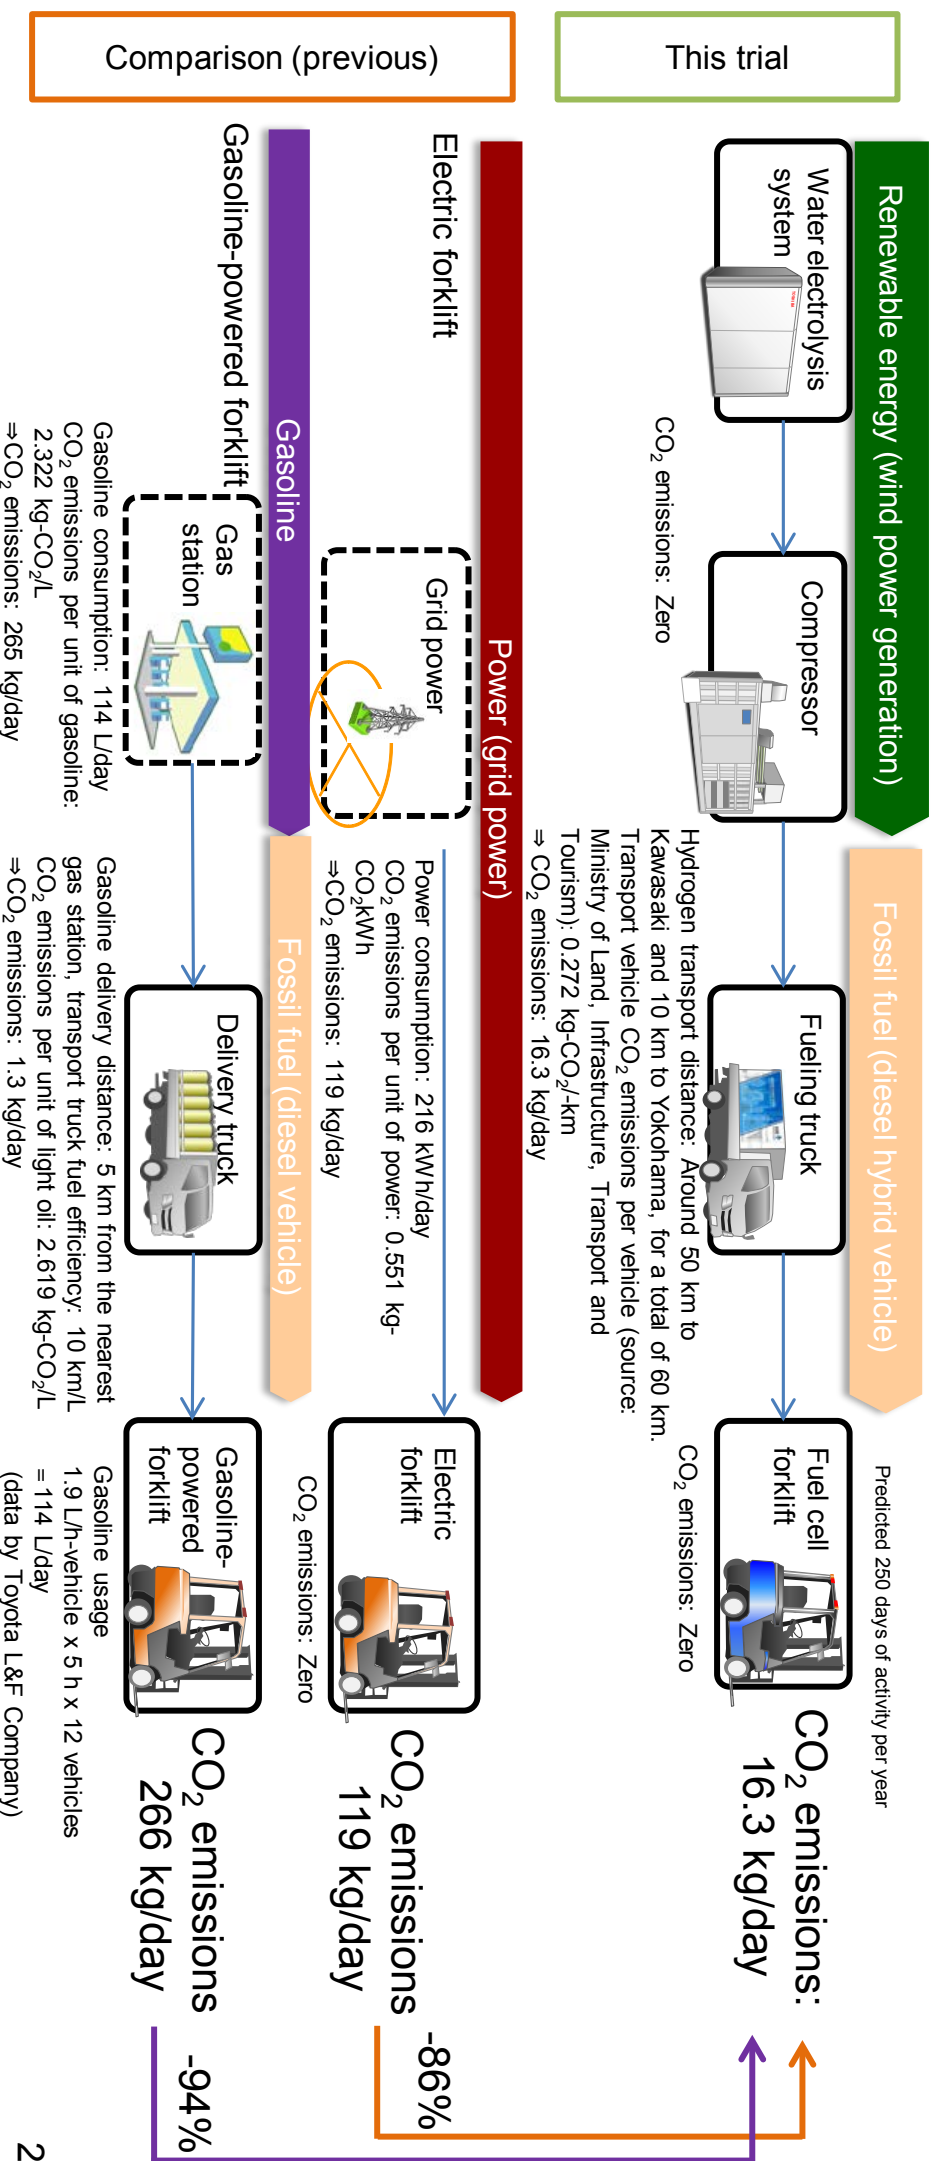 This trial
Renewable energy (wind power generation)
Fossil fuel (diesel hybrid vehicle)
Predicted 250 days of activity per year
Water electrolysis
system
Compressor
Fueling truck
Fuel cell
forklift
CO₂ emissions:
16.3 kg/day
CO₂ emissions: Zero
Hydrogen transport distance: Around 50 km to
Kawasaki and 10 km to Yokohama, for a total of 60 km.
Transport vehicle CO₂ emissions per vehicle (source:
Ministry of Land, Infrastructure, Transport and
Tourism): 0.272 kg-CO₂/-km
⇒ CO₂ emissions: 16.3 kg/day
CO₂ emissions: Zero
Comparison (previous)
Power (grid power)
Electric forklift
Grid power
Power consumption: 216 kWh/day
CO₂ emissions per unit of power: 0.551 kg-
CO₂kWh
⇒CO₂ emissions: 119 kg/day
Electric
forklift
CO₂ emissions: Zero
CO₂ emissions
119 kg/day
-86%
Gasoline
Fossil fuel (diesel vehicle)
Gasoline-powered forklift
Gas
station
Delivery truck
Gasoline-
powered
forklift
CO₂ emissions
266 kg/day
-94%
Gasoline consumption: 114 L/day
CO₂ emissions per unit of gasoline:
2.322 kg-CO₂/L
⇒CO₂ emissions: 265 kg/day
Gasoline delivery distance: 5 km from the nearest
gas station, transport truck fuel efficiency: 10 km/L
CO₂ emissions per unit of light oil: 2.619 kg-CO₂/L
⇒CO₂ emissions: 1.3 kg/day
Gasoline usage
1.9 L/h-vehicle x 5 h x 12 vehicles
= 114 L/day
(data by Toyota L&F Company)
2